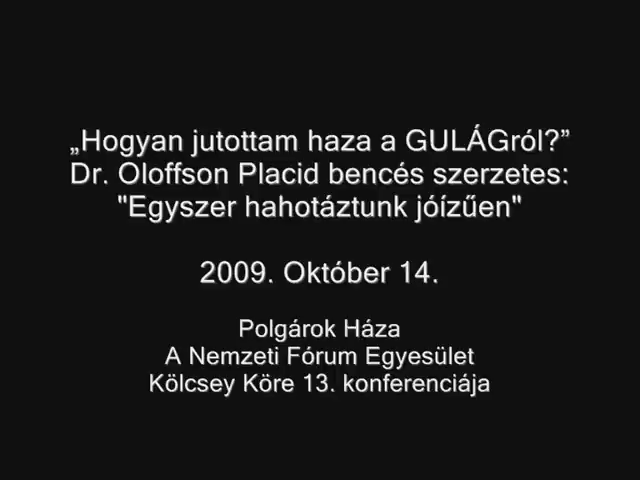 „Hogyan jutottam haza a GULÁGról?”
Dr. Oloffson Placid bencés szerzetes:
"Egyszer hahotáztunk jóízűen"
2009. Október 14.
Polgárok Háza
A Nemzeti Fórum Egyesület
Kölcsey Köre 13. konferenciája